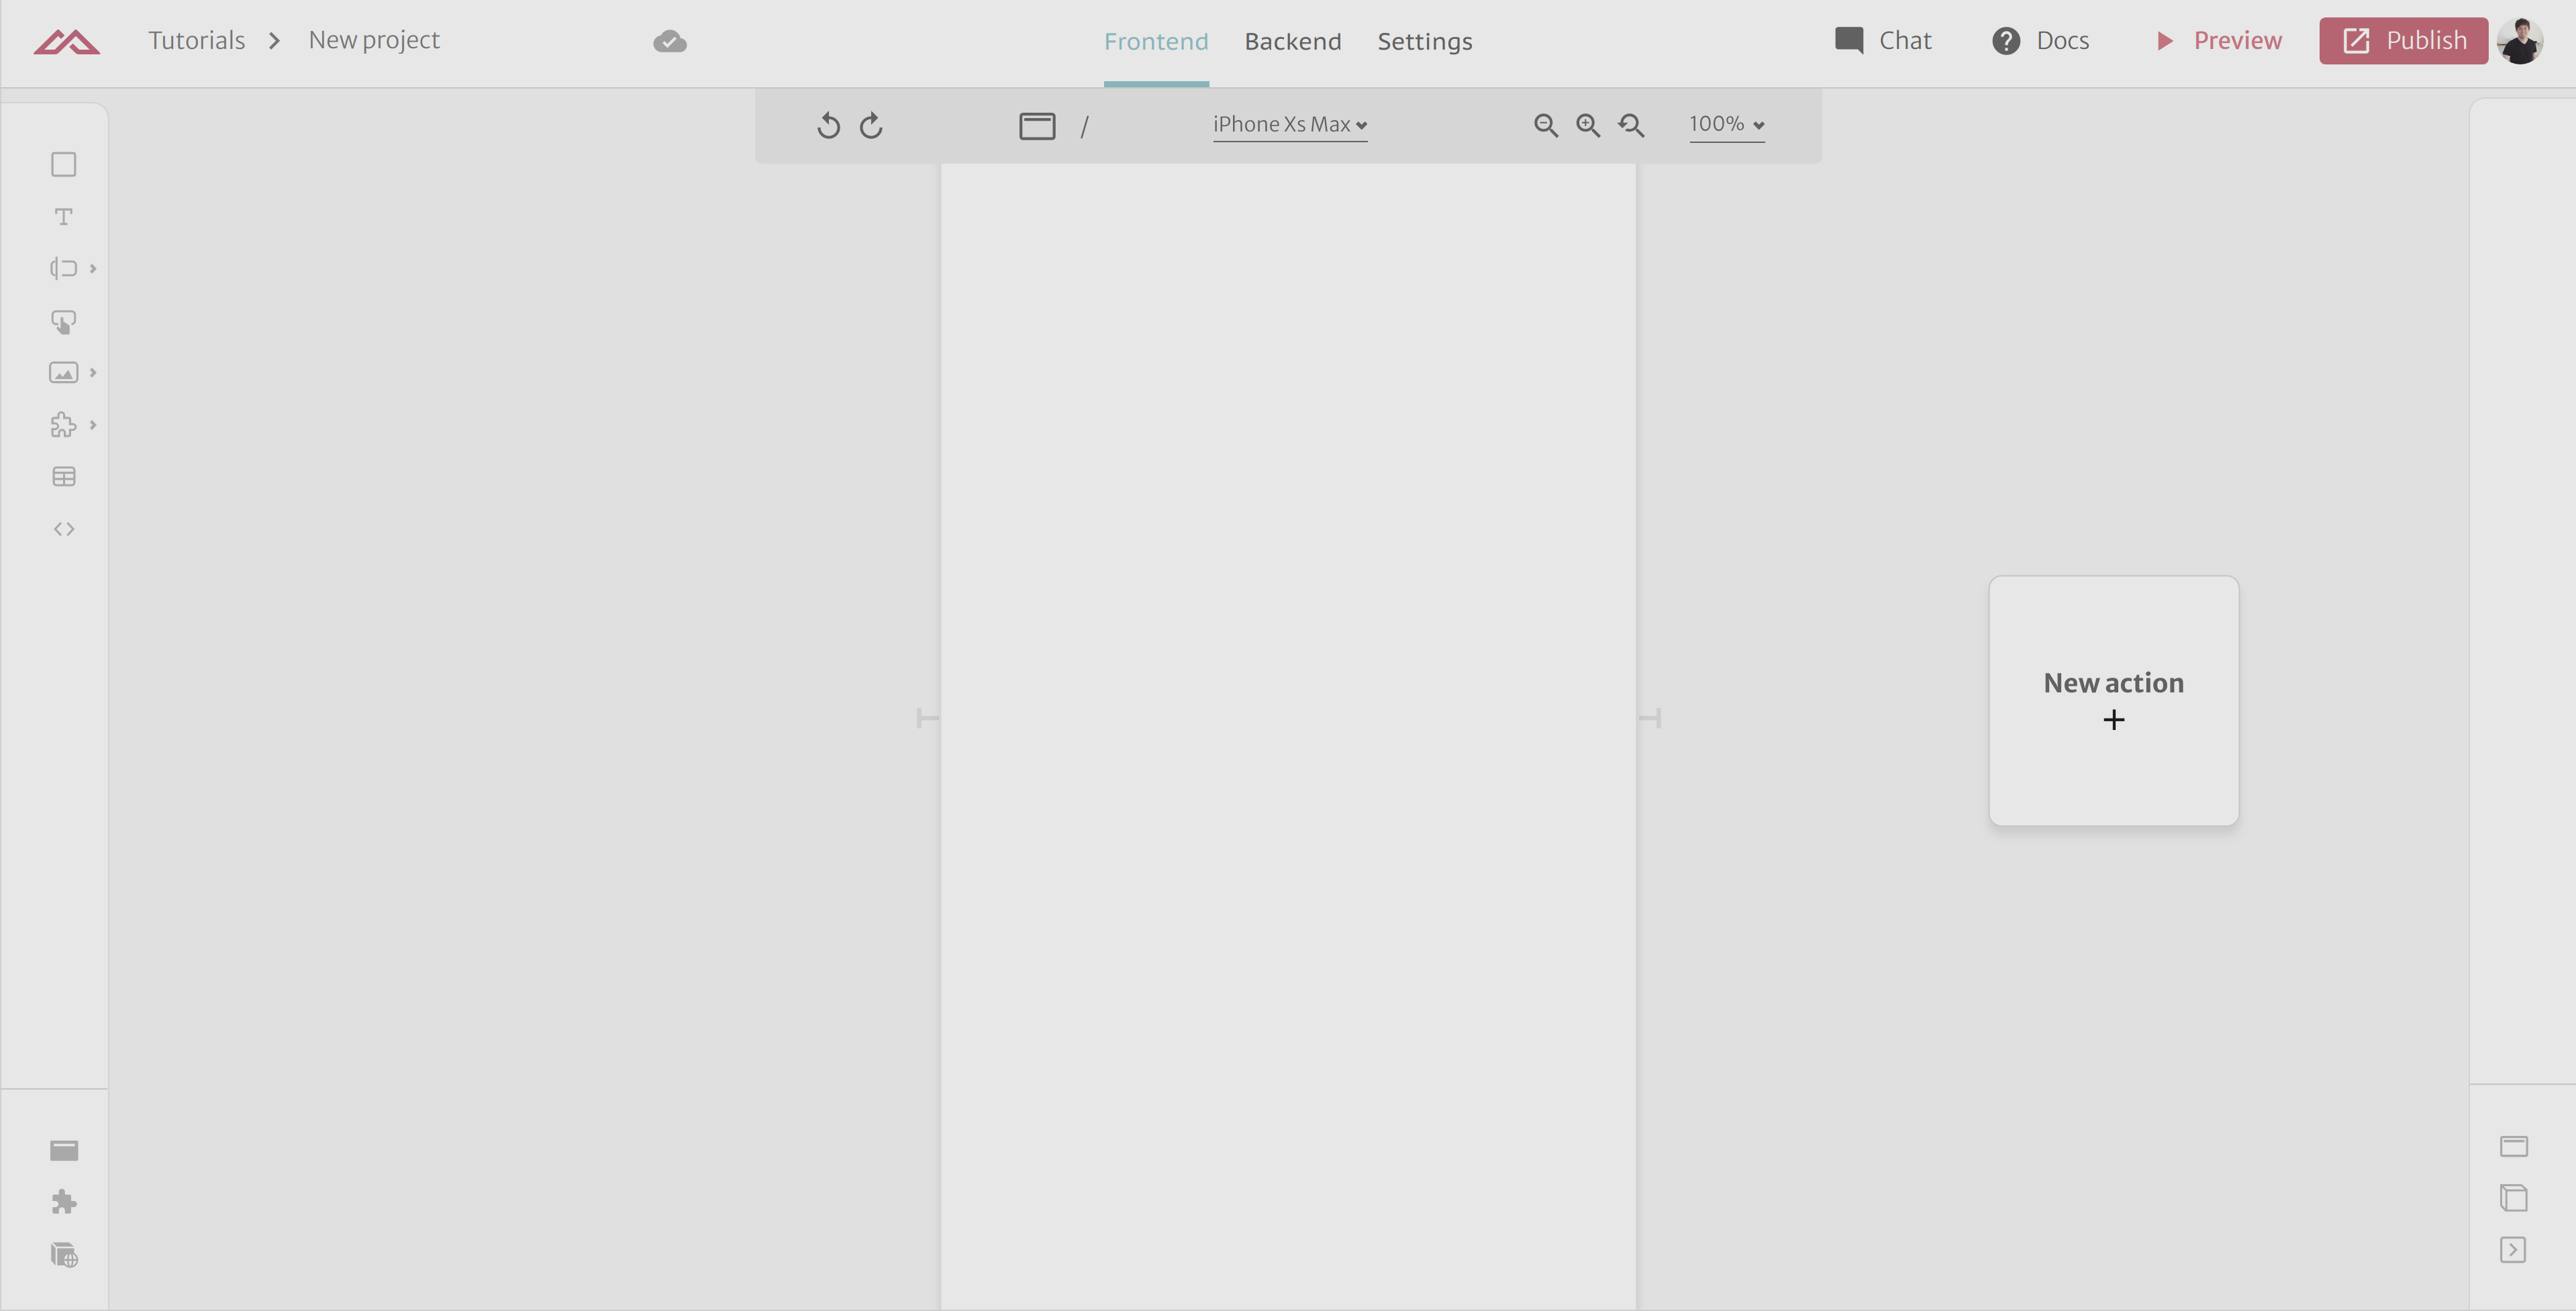 Tutorials
New project
Frontend
Backend
Settings
Chat
Docs
Preview
Publish
/
iPhone Xs Max
100%
New action
+